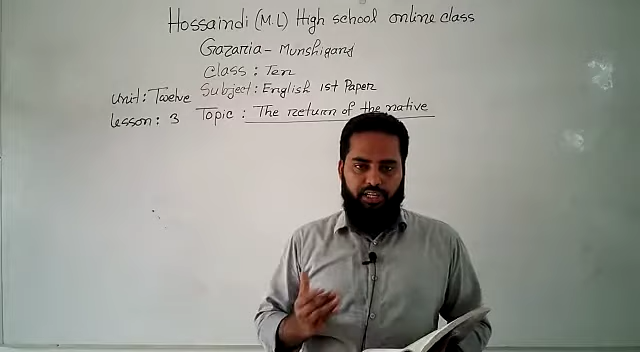 Hossaindi (M.L) High school online class
Gazaria - Munshiganj
Class : Ten
Unit : Twelve Subject : English 1st Paper
Lesson : 3 Topic : The return of the native